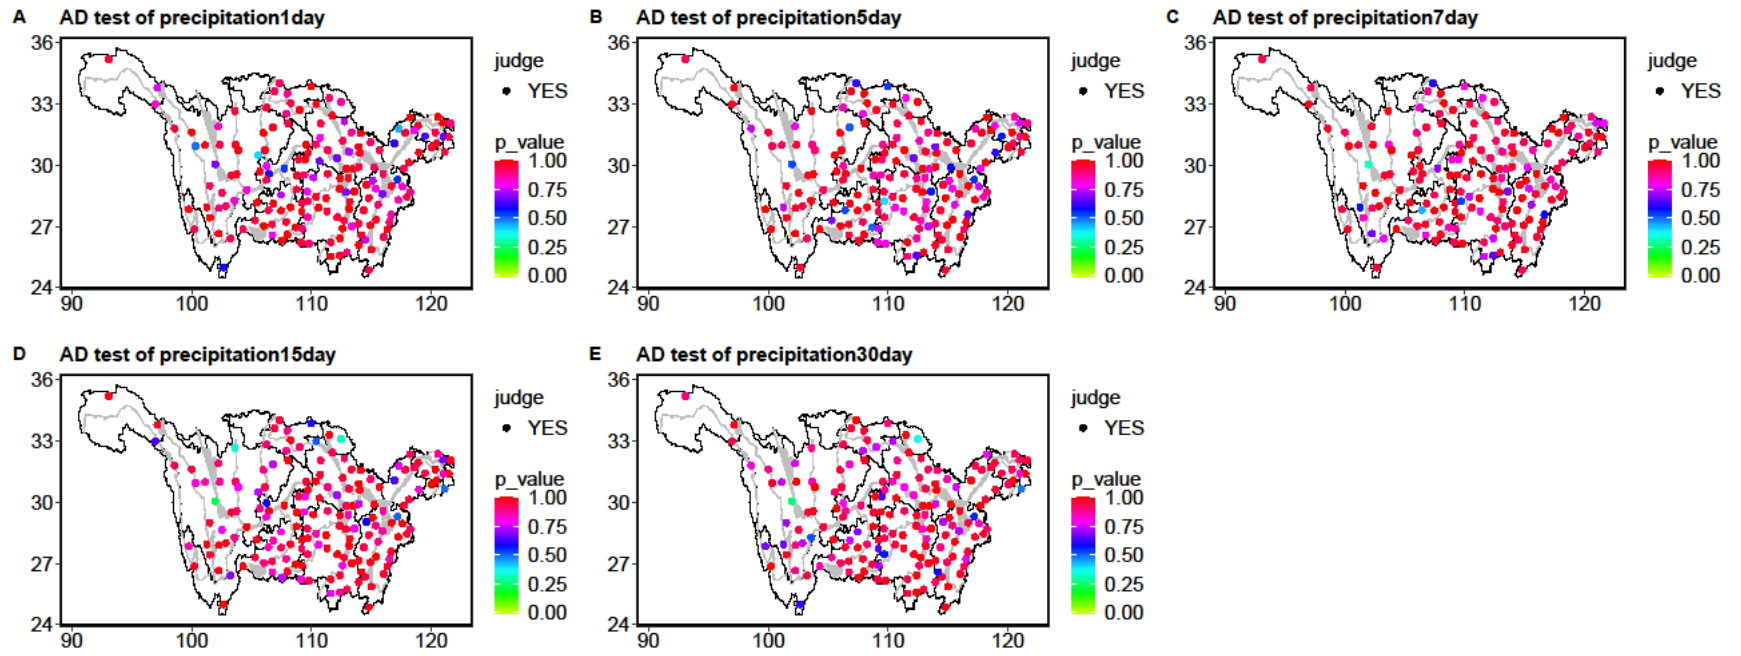 A AD test of precipitation1day
36
33
30
27
24
90 100 110 120
judge
YES
p_value
1.00
0.75
0.50
0.25
0.00
B AD test of precipitation5day
36
33
30
27
24
90 100 110 120
judge
YES
p_value
1.00
0.75
0.50
0.25
0.00
C AD test of precipitation7day
36
33
30
27
24
90 100 110 120
judge
YES
p_value
1.00
0.75
0.50
0.25
0.00
D AD test of precipitation15day
36
33
30
27
24
90 100 110 120
judge
YES
p_value
1.00
0.75
0.50
0.25
0.00
E AD test of precipitation30day
36
33
30
27
24
90 100 110 120
judge
YES
p_value
1.00
0.75
0.50
0.25
0.00